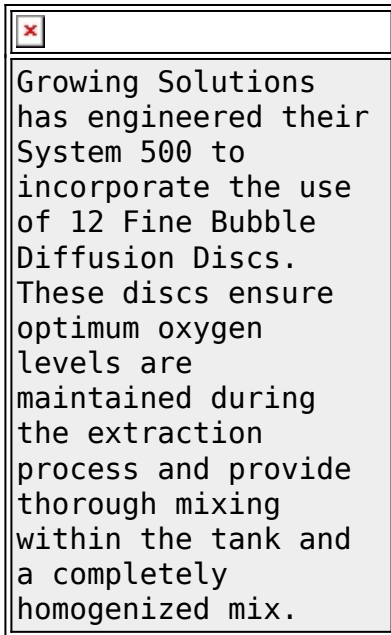 Growing Solutions
has engineered their
System 500 to
incorporate the use
of 12 Fine Bubble
Diffusion Discs.
These discs ensure
optimum oxygen
levels are
maintained during
the extraction
process and provide
thorough mixing
within the tank and
a completely
homogenized mix.